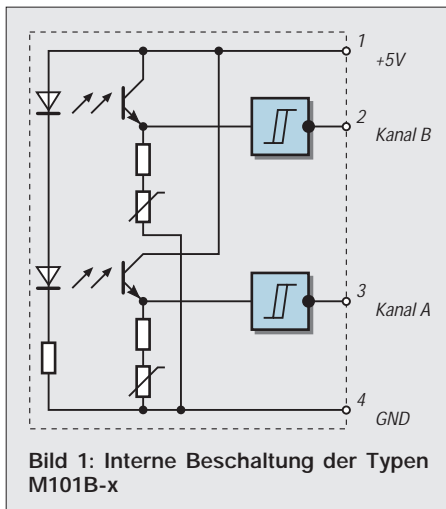 1
+5V
2
Kanal B
3
Kanal A
4
GND
Bild 1: Interne Beschaltung der Typen
M101B-x